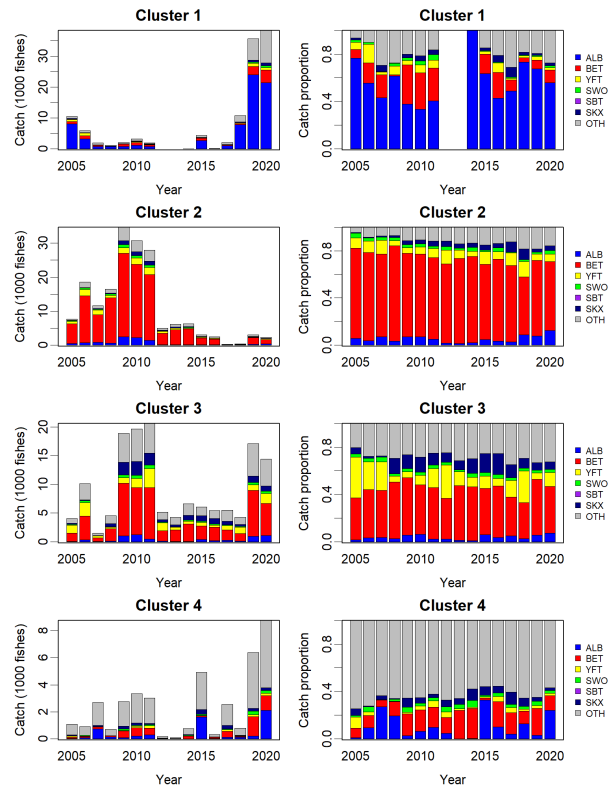 Cluster 1
Catch (1000 fishes)
0 10 20 30
2005 2010 2015 2020
Year
Cluster 1
Catch proportion
0.0 0.4 0.8
2005 2010 2015 2020
Year
ALB
BET
YFT
SWO
SBT
SKX
OTH
Cluster 2
Catch (1000 fishes)
0 10 20 30
2005 2010 2015 2020
Year
Cluster 2
Catch proportion
0.0 0.4 0.8
2005 2010 2015 2020
Year
ALB
BET
YFT
SWO
SBT
SKX
OTH
Cluster 3
Catch (1000 fishes)
0 5 10 15 20
2005 2010 2015 2020
Year
Cluster 3
Catch proportion
0.0 0.4 0.8
2005 2010 2015 2020
Year
ALB
BET
YFT
SWO
SBT
SKX
OTH
Cluster 4
Catch (1000 fishes)
0 2 4 6 8
2005 2010 2015 2020
Year
Cluster 4
Catch proportion
0.0 0.4 0.8
2005 2010 2015 2020
Year
ALB
BET
YFT
SWO
SBT
SKX
OTH